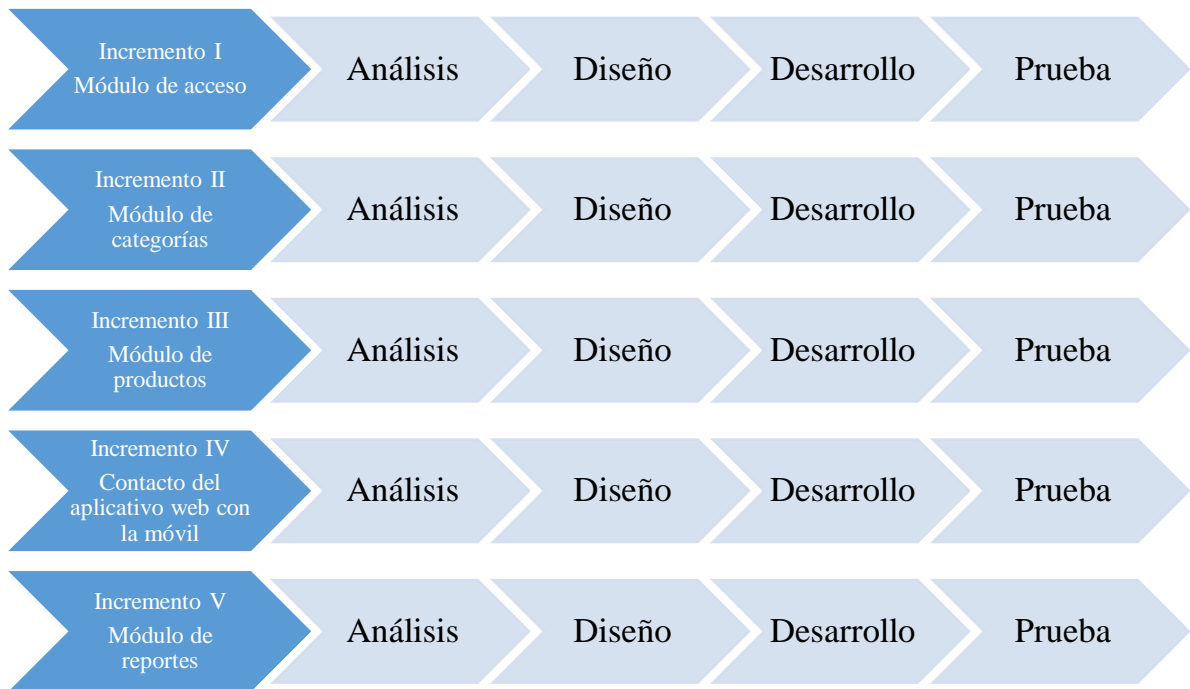 Incremento I
Módulo de acceso
Análisis
Diseño
Desarrollo
Prueba
Incremento II
Módulo de
categorías
Análisis
Diseño
Desarrollo
Prueba
Incremento III
Módulo de
productos
Análisis
Diseño
Desarrollo
Prueba
Incremento IV
Contacto del
aplicativo web con
la móvil
Análisis
Diseño
Desarrollo
Prueba
Incremento V
Módulo de
reportes
Análisis
Diseño
Desarrollo
Prueba